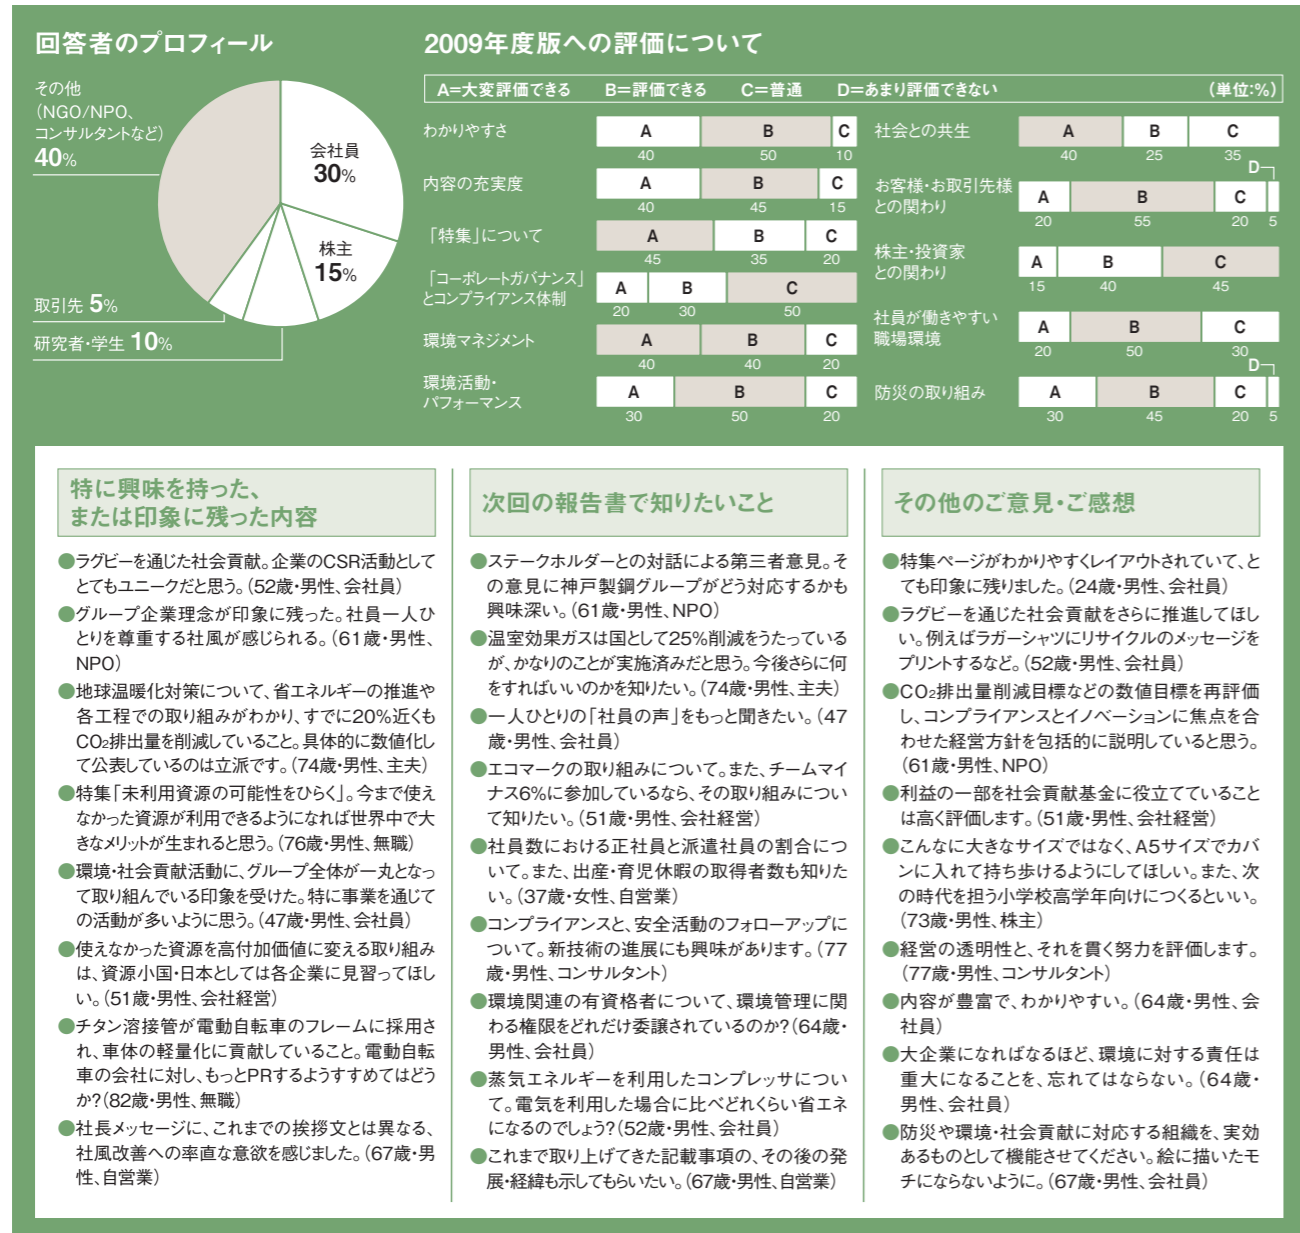 回答者のプロフィール
その他
（NGO/NPO、
コンサルタントなど）
40%
会社員
30%
株主
15%
取引先 5%
研究者・学生 10%
2009年度版への評価について
A＝大変評価できる B＝評価できる C＝普通 D＝あまり評価できない （単位：%）
わかりやすさ
A B C
40 50 10
内容の充実度
A B C
40 45 15
「特集」について
A B C
45 35 20
「コーポレートガバナンス」
とコンプライアンス体制
A B C
20 30 50
環境マネジメント
A B C
40 40 20
環境活動・
パフォーマンス
A B C
30 50 20
社会との共生
A B C
40 25 35
お客様・お取引先様
との関わり
D
A B C
20 55 20 5
株主・投資家
との関わり
A B C
15 40 45
社員が働きやすい
職場環境
A B C
20 50 30
防災の取り組み
D
A B C
30 45 20 5
特に興味を持った、
または印象に残った内容
●ラグビーを通じた社会貢献。企業のCSR活動として
とてもユニークだと思う。（52歳・男性、会社員）
●グループ企業理念が印象に残った。社員一人ひ
とりを尊重する社風が感じられる。（61歳・男性、
NPO）
●地球温暖化対策について、省エネルギーの推進や
各工程での取り組みがわかり、すでに20％近くも
CO₂排出量を削減していること。具体的に数値化し
て公表しているのは立派です。（74歳・男性、主夫）
●特集「未利用資源の可能性をひらく」。今まで使え
なかった資源が利用できるようになれば世界中で大
きなメリットが生まれると思う。（76歳・男性、無職）
●環境・社会貢献活動に、グループ全体が一丸となっ
て取り組んでいる印象を受けた。特に事業を通じて
の活動が多いように思う。（47歳・男性、会社員）
●使えなかった資源を高付加価値に変える取り組み
は、資源小国・日本としては各企業に見習ってほし
い。（51歳・男性、会社経営）
●チタン溶接管が電動自転車のフレームに採用さ
れ、車体の軽量化に貢献していること。電動自転
車の会社に対し、もっとPRするようすすめてはどう
か？（82歳・男性、無職）
●社長メッセージに、これまでの挨拶文とは異なる、
社風改善への率直な意欲を感じました。（67歳・男
性、自営業）
次回の報告書で知りたいこと
●ステークホルダーとの対話による第三者意見。そ
の意見に神戸製鋼グループがどう対応するかも
興味深い。（61歳・男性、NPO）
●温室効果ガスは国として25％削減をうたっている
が、かなりのことが実施済みだと思う。今後さらに何
をすればいいのかを知りたい。（74歳・男性、主夫）
●一人ひとりの「社員の声」をもっと聞きたい。（47
歳・男性、会社員）
●エコマークの取り組みについて。また、チームマイ
ナス6％に参加しているなら、その取り組みについ
て知りたい。（51歳・男性、会社経営）
●社員数における正社員と派遣社員の割合につ
いて。また、出産・育児休暇の取得者数も知りた
い。（37歳・女性、自営業）
●コンプライアンスと、安全活動のフォローアップに
ついて。新技術の進展にも興味があります。（77
歳・男性、コンサルタント）
●環境関連の有資格者について、環境管理に関
わる権限をどれだけ委譲されているのか？（64歳・
男性、会社員）
●蒸気エネルギーを利用したコンプレッサについ
て。電気を利用した場合に比べどれくらい省エネ
になるのでしょう？（52歳・男性、会社員）
●これまで取り上げてきた記載事項の、その後の発
展・経緯も示してもらいたい。（67歳・男性、自営業）
その他のご意見・ご感想
●特集ページがわかりやすくレイアウトされていて、と
ても印象に残りました。（24歳・男性、会社員）
●ラグビーを通じた社会貢献をさらに推進してほし
い。例えばラガーシャツにリサイクルのメッセージを
プリントするなど。（52歳・男性、会社員）
●CO₂排出量削減目標などの数値目標を再評価
し、コンプライアンスとイノベーションに焦点を合
わせた経営方針を包括的に説明していると思う。
（61歳・男性、NPO）
●利益の一部を社会貢献基金に役立てていること
は高く評価します。（51歳・男性、会社経営）
●こんなに大きなサイズではなく、A5サイズでカバ
ンに入れて持ち歩けるようにしてほしい。また、次
の時代を担う小学校高学年向けにつくるといい。
（73歳・男性、株主）
●経営の透明性と、それを貫く努力を評価します。
（77歳・男性、コンサルタント）
●内容が豊富で、わかりやすい。（64歳・男性、会
社員）
●大企業になればなるほど、環境に対する責任は
重大になることを、忘れてはならない。（64歳・
男性、会社員）
●防災や環境・社会貢献に対応する組織を、実効
あるものとして機能させてください。絵に描いたモ
チにならないように。（67歳・男性、会社員）